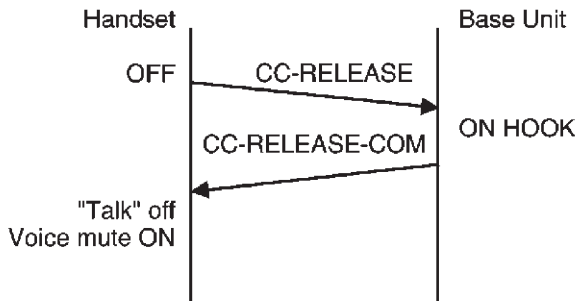 Handset
Base Unit
OFF
CC-RELEASE
ON HOOK
CC-RELEASE-COM
"Talk" off
Voice mute ON